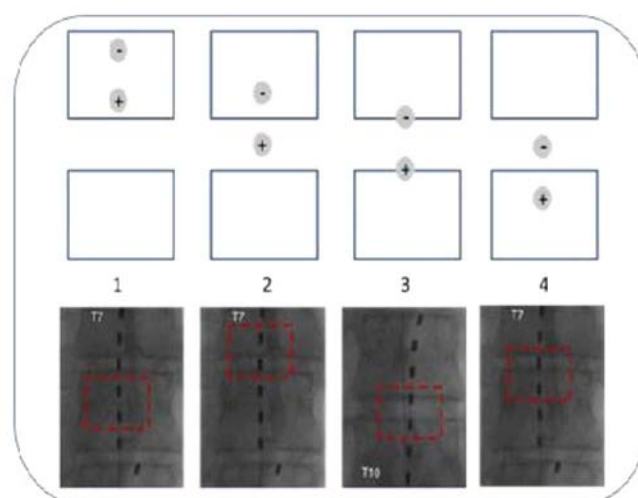 - - - -
+ + + +
1 2 3 4
T7 T7 T7
T10